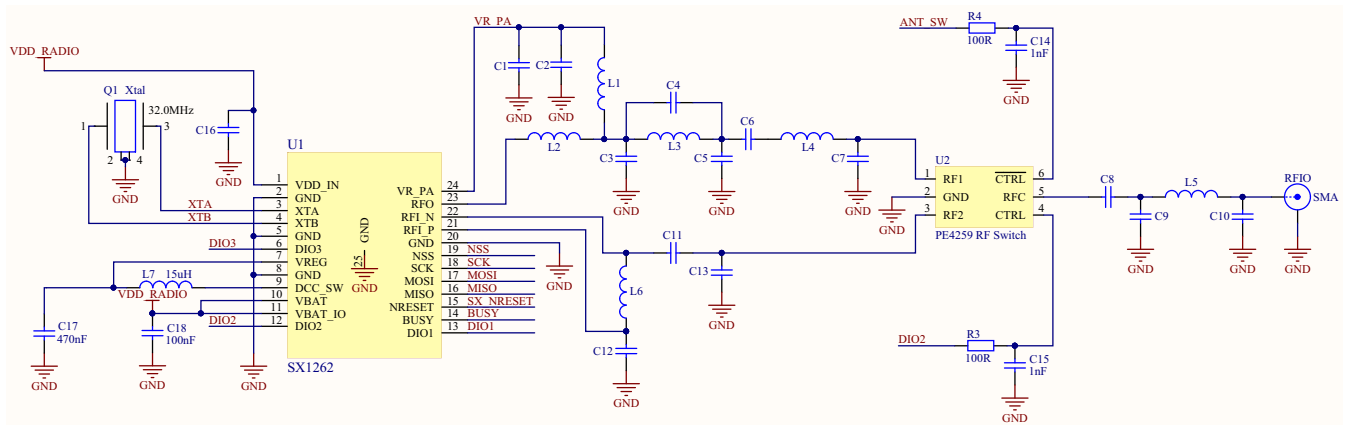 VR_PA
ANT_SW
R4
100R
C14
1nF
GND
VDD_RADIO
C1
C2
GND
GND
L1
Q1 Xtal
32.0MHz
1
3
2
4
GND
C16
GND
C4
L2
L3
C3
C5
GND
GND
C6
L4
C7
GND
U1
1
2
3
4
5
6
7
8
9
10
11
12
VDD_IN
GND
XTA
XTB
GND
DIO3
VREG
GND
DCC_SW
VBAT
VBAT_IO
DIO2
GND
25
GND
VR_PA
RFO
RFI_N
RFI_P
GND
NSS
SCK
MOSI
MISO
NRESET
BUSY
DIO1
24
23
22
21
20
19
18
17
16
15
14
13
SX1262
XTA
XTB
DIO3
L7 15uH
VDD_RADIO
DIO2
C17
470nF
GND
C18
100nF
GND
GND
NSS
SCK
MOSI
MISO
SX_NRESET
BUSY
DIO1
GND
C11
C13
GND
L6
C12
GND
U2
1
2
3
RF1
GND
RF2
CTRL
RFC
CTRL
6
5
4
PE4259 RF Switch
GND
C8
C9
GND
L5
C10
GND
RFIO
SMA
GND
DIO2
R3
100R
C15
1nF
GND